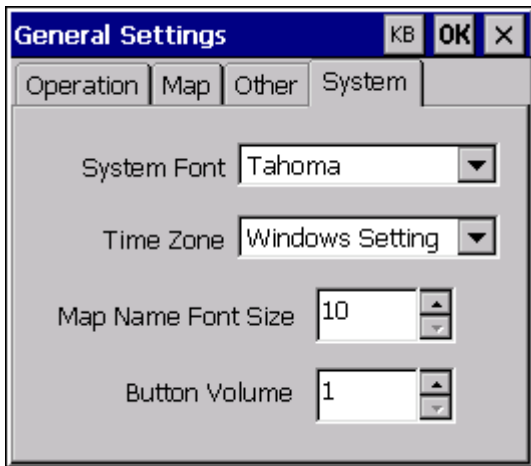 General Settings KB OK ×
Operation Map Other System
System Font Tahoma
Time Zone Windows Setting
Map Name Font Size 10
Button Volume 1